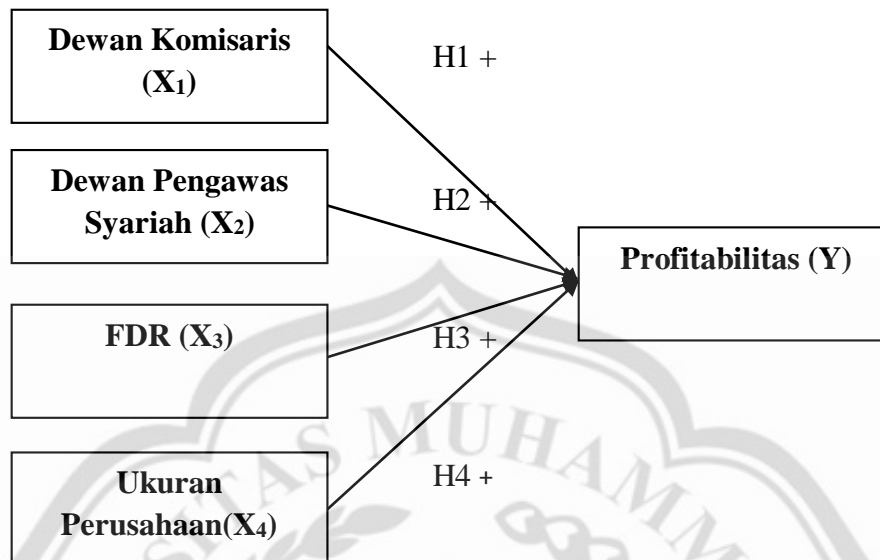 Dewan Komisaris
(X₁)
H1 +
Dewan Pengawas
Syariah (X₂)
H2 +
Profitabilitas (Y)
FDR (X₃)
H3 +
Ukuran
Perusahaan(X₄)
H4 +